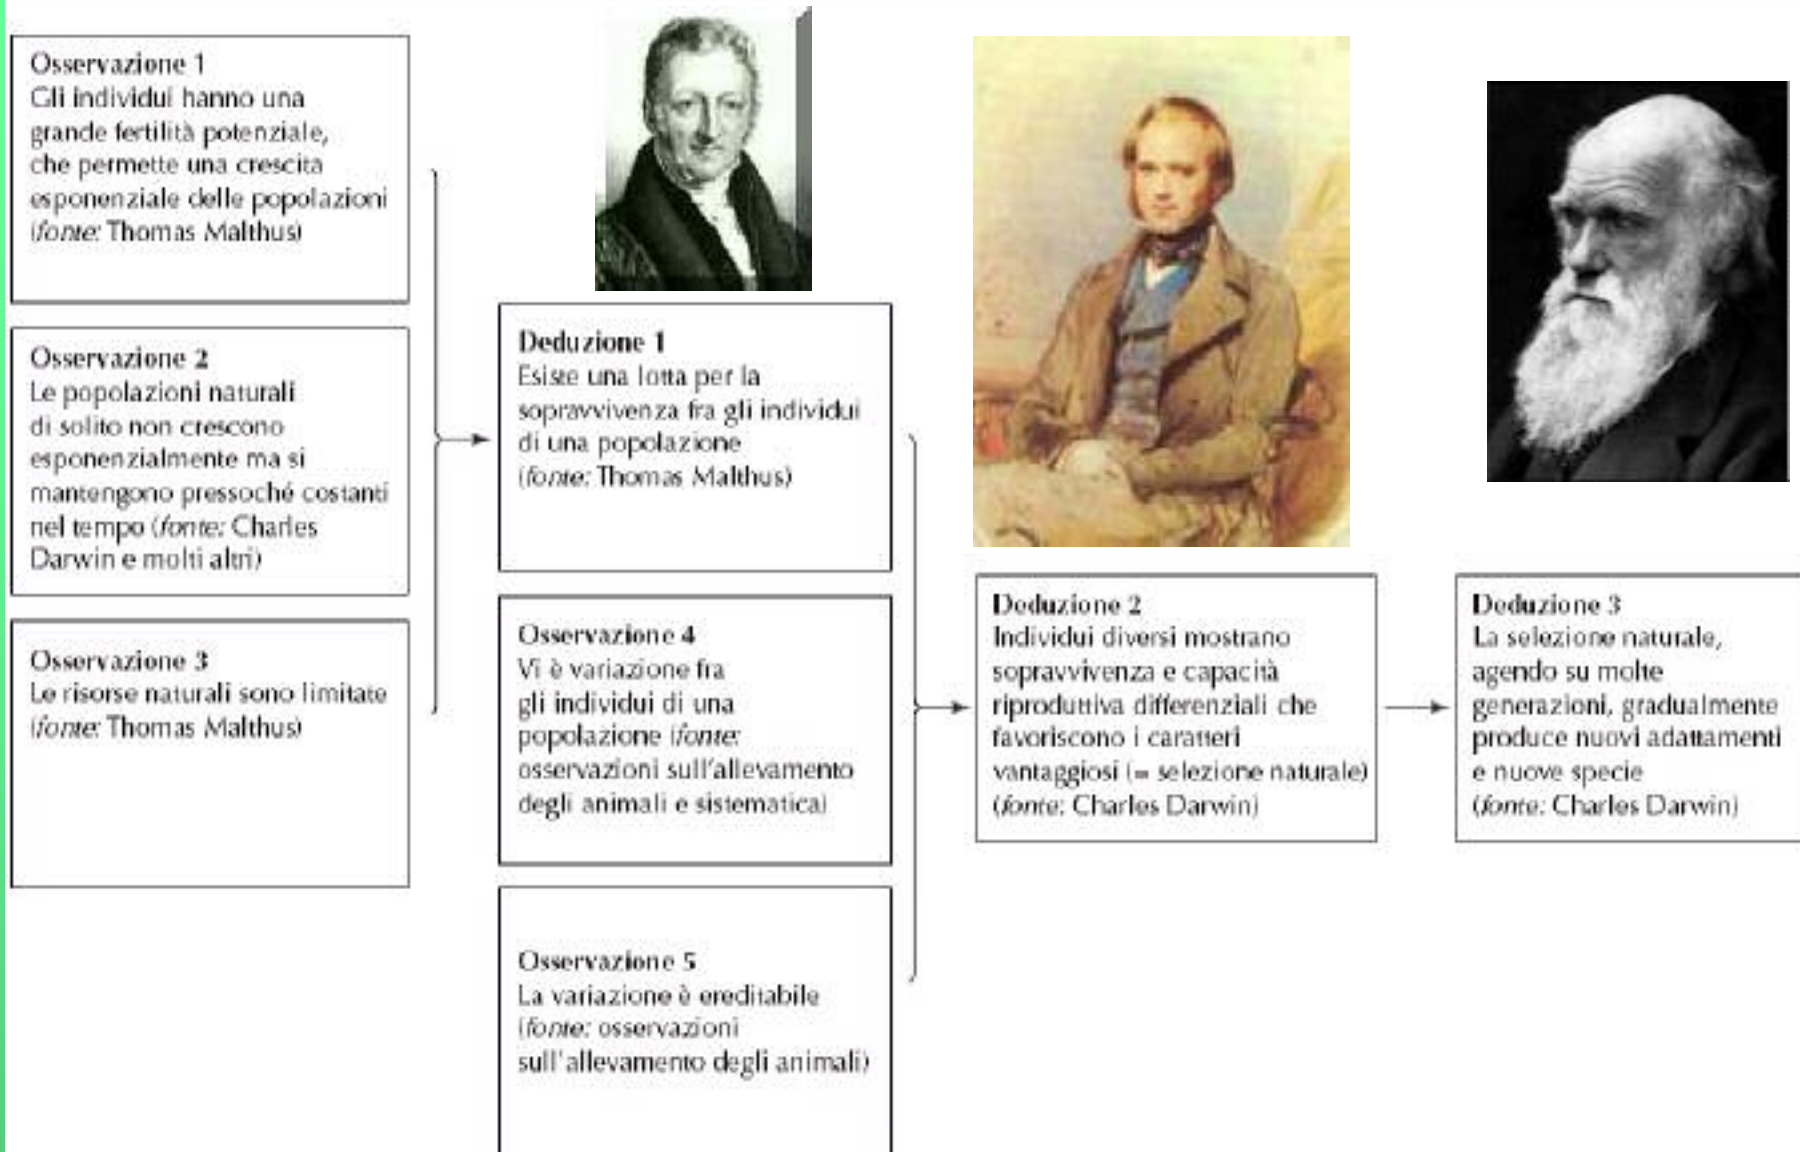 Osservazione 1
Gli individui hanno una
grande fertilità potenziale,
che permette una crescita
esponenziale delle popolazioni
(fonte: Thomas Malthus)
Osservazione 2
Le popolazioni naturali
di solito non crescono
esponenzialmente ma si
mantengono pressoché costanti
nel tempo (fonte: Charles
Darwin e molti altri)
Osservazione 3
Le risorse naturali sono limitate
(fonte: Thomas Malthus)
Deduzione 1
Esiste una lotta per la
sopravvivenza fra gli individui
di una popolazione
(fonte: Thomas Malthus)
Osservazione 4
Vi è variazione fra
gli individui di una
popolazione (fonte:
osservazioni sull'allevamento
degli animali e sistematica)
Osservazione 5
La variazione è ereditabile
(fonte: osservazioni
sull'allevamento degli animali)
Deduzione 2
Individui diversi mostrano
sopravvivenza e capacità
riproduttiva differenziali che
favoriscono i caratteri
vantaggiosi (= selezione naturale)
(fonte: Charles Darwin)
Deduzione 3
La selezione naturale,
agendo su molte
generazioni, gradualmente
produce nuovi adattamenti
e nuove specie
(fonte: Charles Darwin)